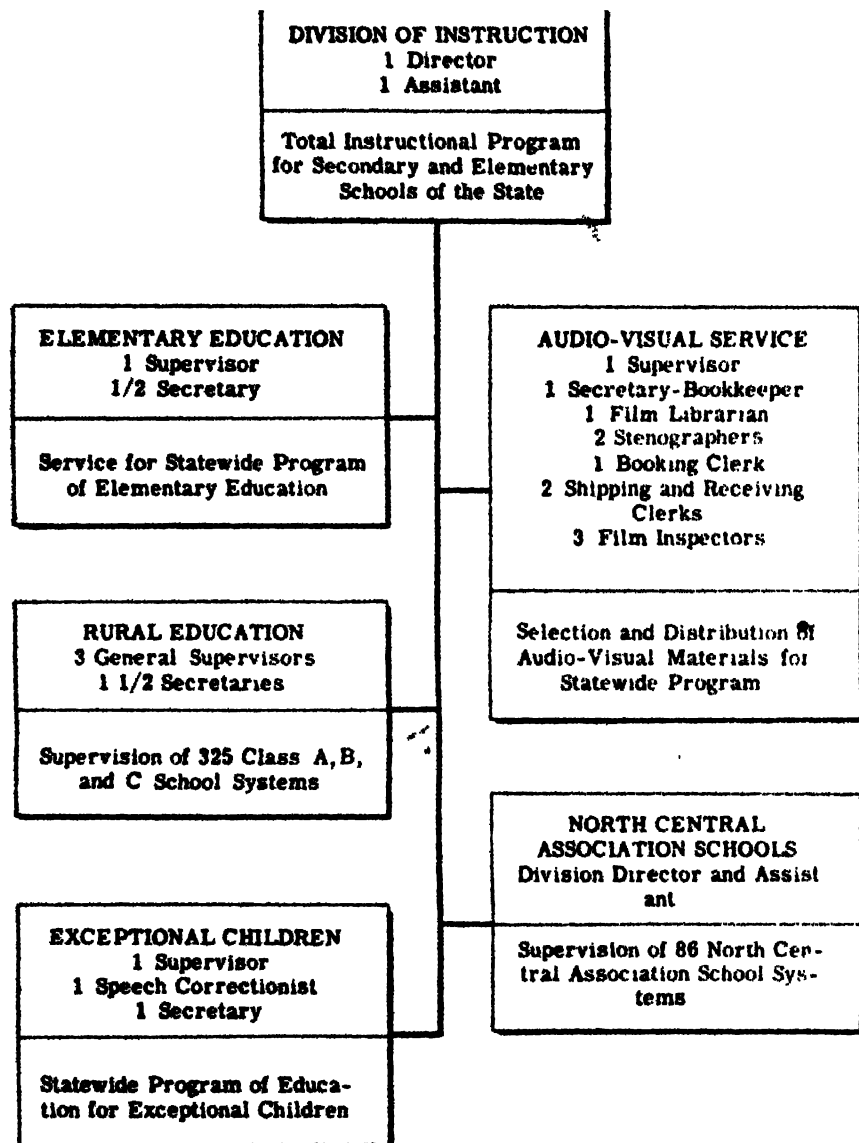 DIVISION OF INSTRUCTION
1 Director
1 Assistant
Total Instructional Program
for Secondary and Elementary
Schools of the State
ELEMENTARY EDUCATION
1 Supervisor
1/2 Secretary
Service for Statewide Program
of Elementary Education
RURAL EDUCATION
3 General Supervisors
1 1/2 Secretaries
Supervision of 325 Class A, B,
and C School Systems
EXCEPTIONAL CHILDREN
1 Supervisor
1 Speech Correctionist
1 Secretary
Statewide Program of Educa-
tion for Exceptional Children
AUDIO-VISUAL SERVICE
1 Supervisor
1 Secretary-Bookkeeper
1 Film Librarian
2 Stenographers
1 Booking Clerk
2 Shipping and Receiving
Clerks
3 Film Inspectors
Selection and Distribution of
Audio-Visual Materials for
Statewide Program
NORTH CENTRAL
ASSOCIATION SCHOOLS
Division Director and Assist
ant
Supervision of 86 North Cen-
tral Association School Sys-
tems